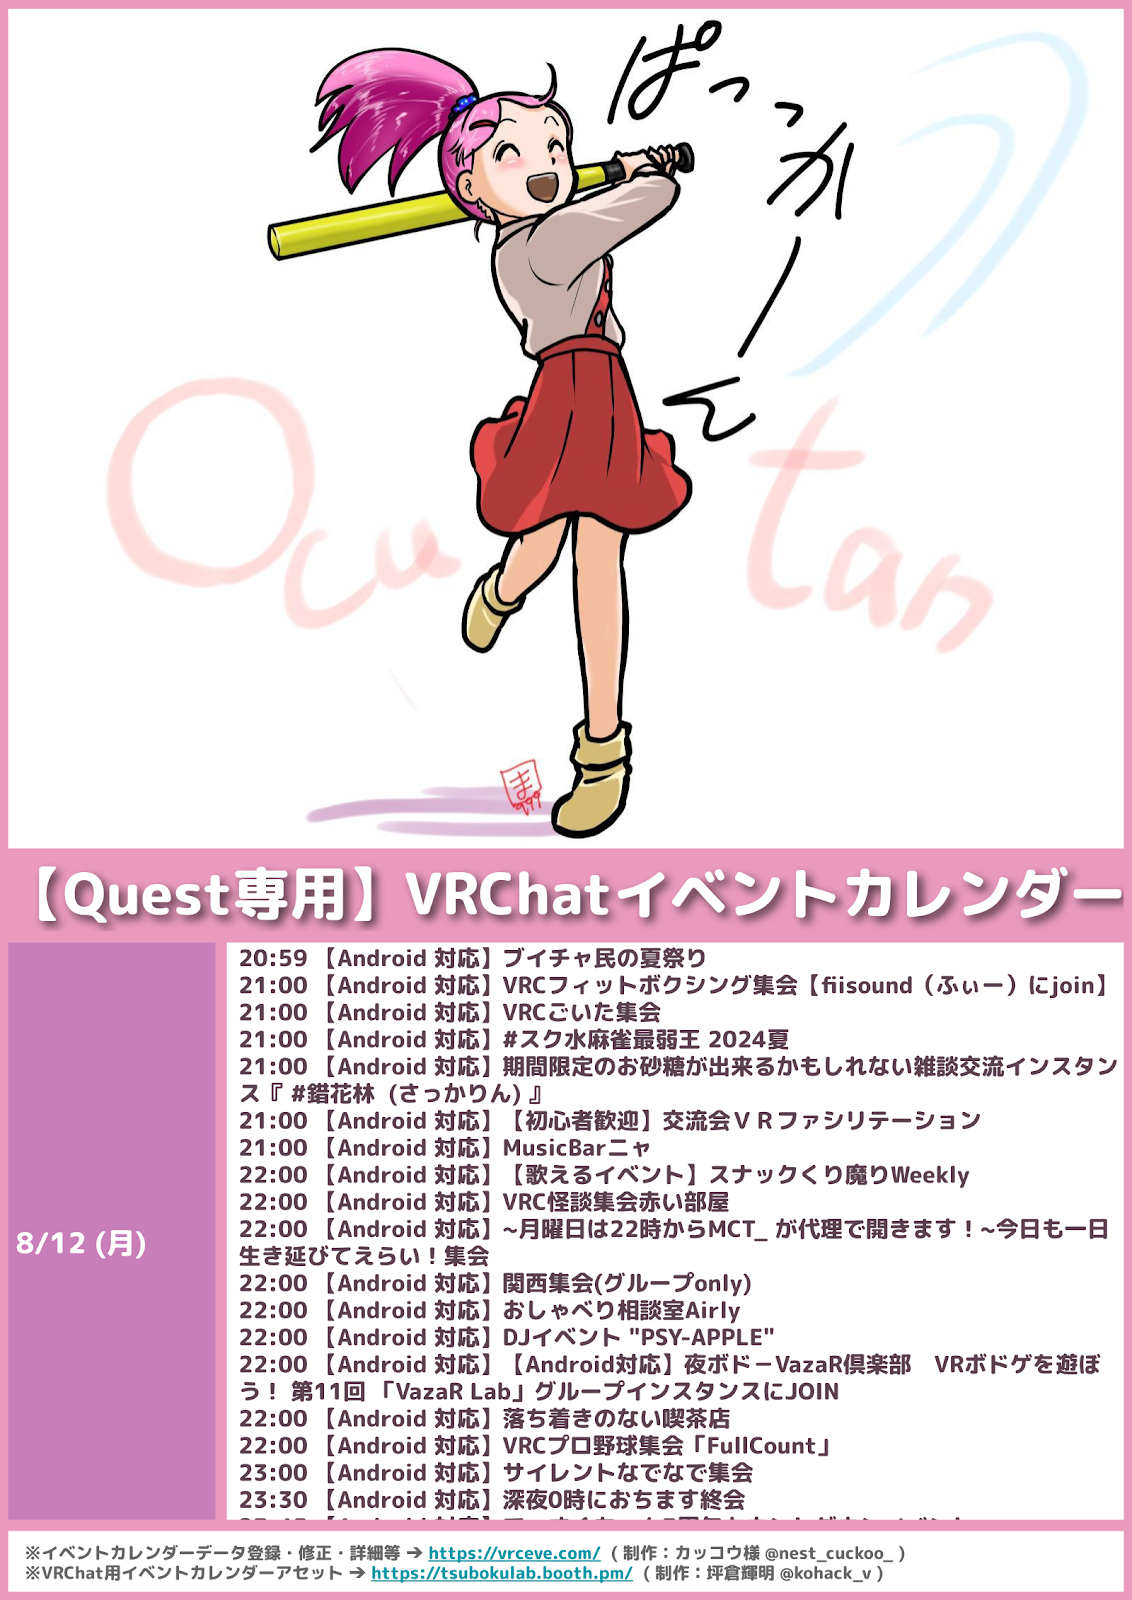 ぱっっかーーん
Ocu tan
ま
999
【Quest専用】VRChatイベントカレンダー
8/12 (月)
20:59 【Android 対応】ブイチャ民の夏祭り
21:00 【Android 対応】VRCフィットボクシング集会【fiisound（ふぃー）にjoin】
21:00 【Android 対応】VRCごいた集会
21:00 【Android 対応】#スク水麻雀最弱王 2024夏
21:00 【Android 対応】期間限定のお砂糖が出来るかもしれない雑談交流インスタン
ス『 #錯花林（さっかりん) 』
21:00 【Android 対応】【初心者歓迎】交流会ＶＲファシリテーション
21:00 【Android 対応】MusicBarニャ
22:00 【Android 対応】【歌えるイベント】スナックくり魔りWeekly
22:00 【Android 対応】VRC怪談集会赤い部屋
22:00 【Android 対応】~月曜日は22時からMCT_ が代理で開きます！~今日も一日
生き延びてえらい！集会
22:00 【Android 対応】関西集会(グループonly)
22:00 【Android 対応】おしゃべり相談室Airly
22:00 【Android 対応】DJイベント "PSY-APPLE"
22:00 【Android 対応】【Android対応】夜ボド－VazaR倶楽部　VRボドゲを遊ぼ
う！ 第11回 「VazaR Lab」グループインスタンスにJOIN
22:00 【Android 対応】落ち着きのない喫茶店
22:00 【Android 対応】VRCプロ野球集会「FullCount」
23:00 【Android 対応】サイレントなでなで集会
23:30 【Android 対応】深夜0時におちます終会
※イベントカレンダーデータ登録・修正・詳細等 ➔ https://vrceve.com/ ( 制作：カッコウ様 @nest_cuckoo_ )
※VRChat用イベントカレンダーアセット ➔ https://tsubokulab.booth.pm/ ( 制作：坪倉輝明 @kohack_v )